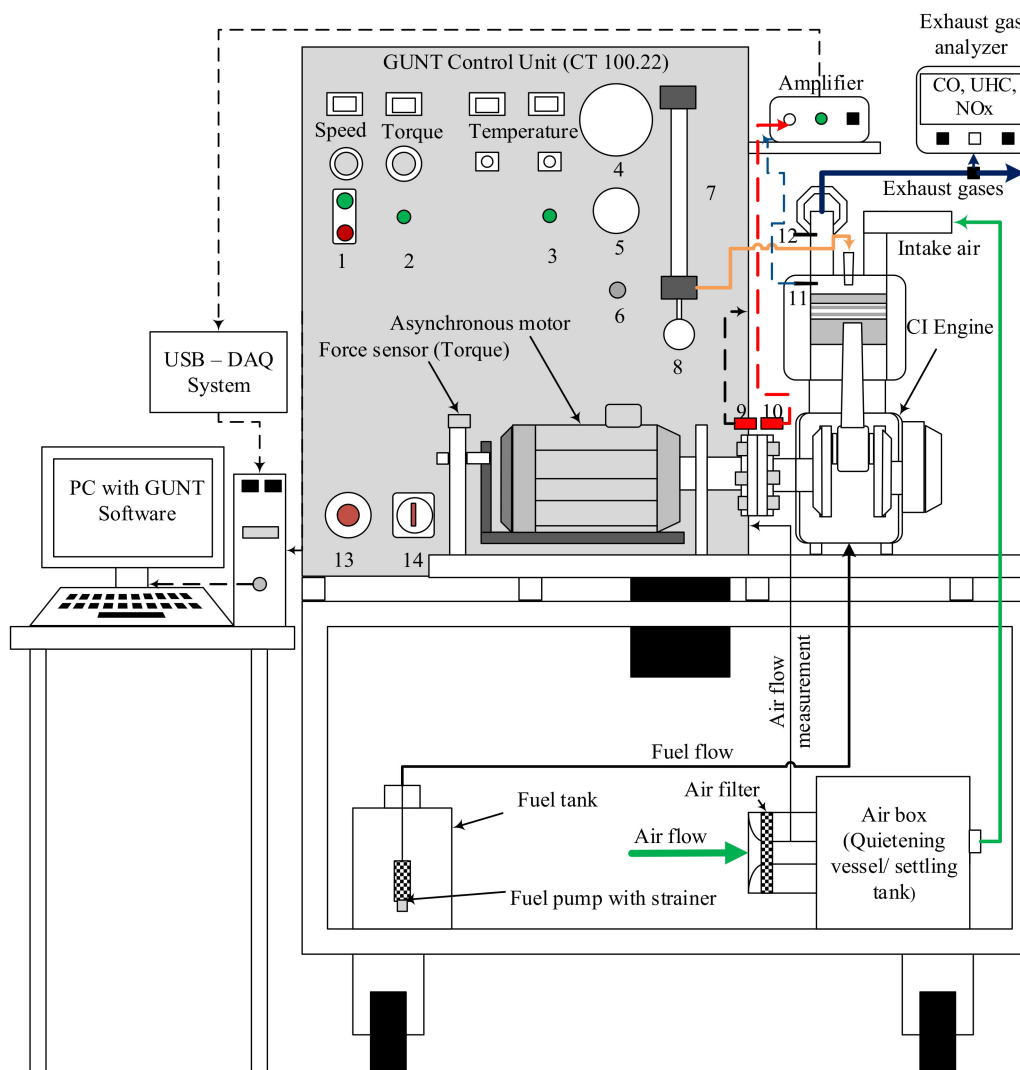 Exhaust gas
analyzer
CO, UHC,
NOx
GUNT Control Unit (CT 100.22)
Amplifier
Speed
Torque
Temperature
4
7
Exhaust gases
5
12
Intake air
1
2
3
11
6
Asynchronous motor
Force sensor (Torque)
CI Engine
8
USB – DAQ
System
9
10
PC with GUNT
Software
13
14
Air flow
measurement
Fuel flow
Fuel tank
Air filter
Air flow
Air box
(Quietening
vessel/ settling
tank)
Fuel pump with strainer